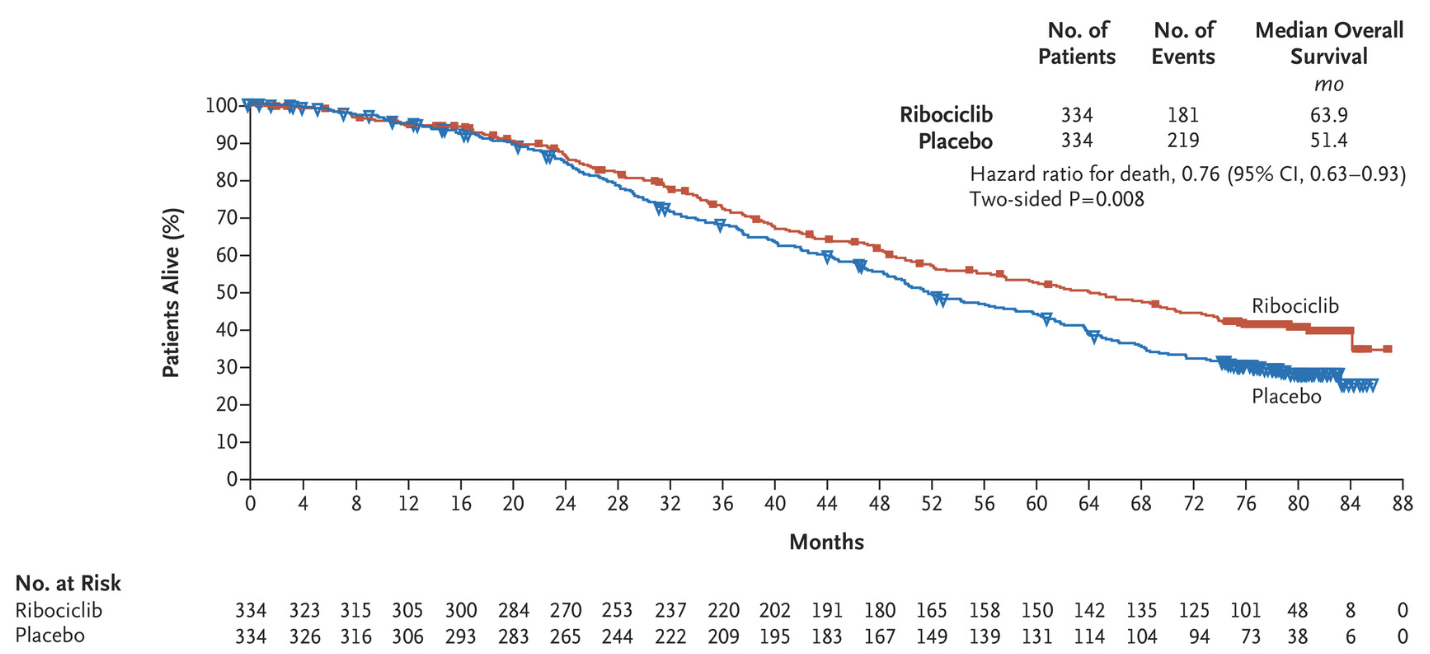 No. of Patients No. of Events Median Overall Survival
mo
Ribociclib 334 181 63.9
Placebo 334 219 51.4
Hazard ratio for death, 0.76 (95% CI, 0.63–0.93)
Two-sided P=0.008
Patients Alive (%)
100
90
80
70
60
50
40
30
20
10
0
Ribociclib
Placebo
0 4 8 12 16 20 24 28 32 36 40 44 48 52 56 60 64 68 72 76 80 84 88
Months
No. at Risk
Ribociclib 334 323 315 305 300 284 270 253 237 220 202 191 180 165 158 150 142 135 125 101 48 8 0
Placebo 334 326 316 306 293 283 265 244 222 209 195 183 167 149 139 131 114 104 94 73 38 6 0